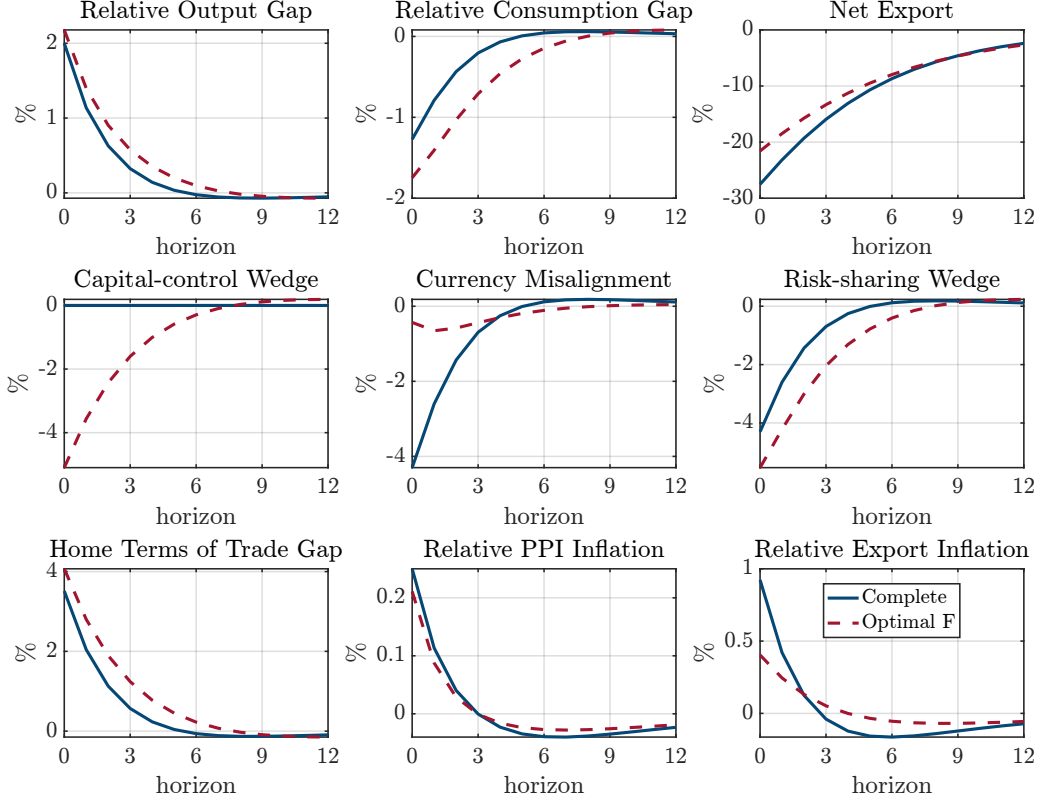 Relative Output Gap
2
1
0
%
0 3 6 9 12
horizon
Relative Consumption Gap
0
-1
-2
%
0 3 6 9 12
horizon
Net Export
0
-10
-20
-30
%
0 3 6 9 12
horizon
Capital-control Wedge
0
-2
-4
%
0 3 6 9 12
horizon
Currency Misalignment
0
-2
-4
%
0 3 6 9 12
horizon
Risk-sharing Wedge
0
-2
-4
%
0 3 6 9 12
horizon
Home Terms of Trade Gap
4
2
0
%
0 3 6 9 12
horizon
Relative PPI Inflation
0.2
0.1
0
%
0 3 6 9 12
horizon
Relative Export Inflation
1
0.5
0
%
Complete
Optimal F
0 3 6 9 12
horizon